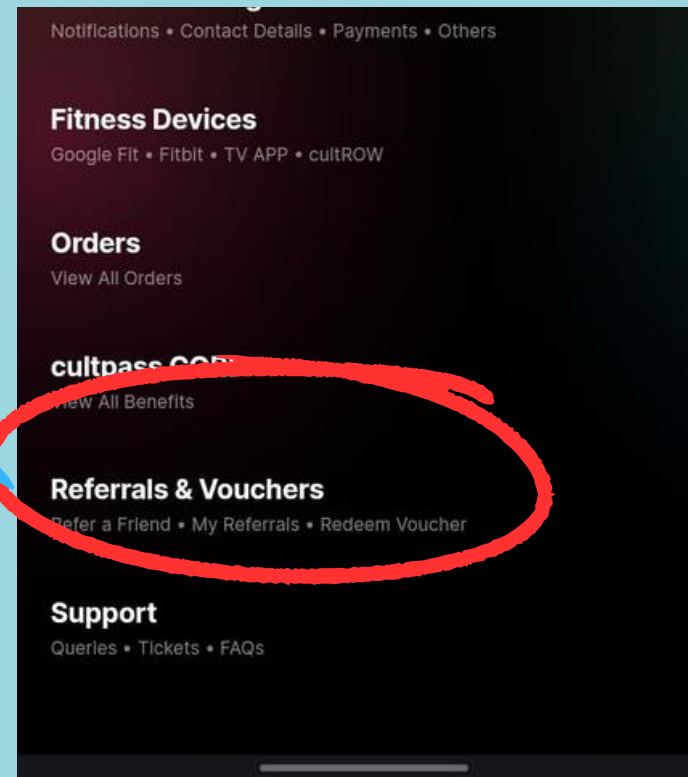 Notifications • Contact Details • Payments • Others
Fitness Devices
Google Fit • Fitbit • TV APP • cultROW
Orders
View All Orders
cultpass
View All Benefits
Referrals & Vouchers
Refer a Friend • My Referrals • Redeem Voucher
Support
Queries • Tickets • FAQs